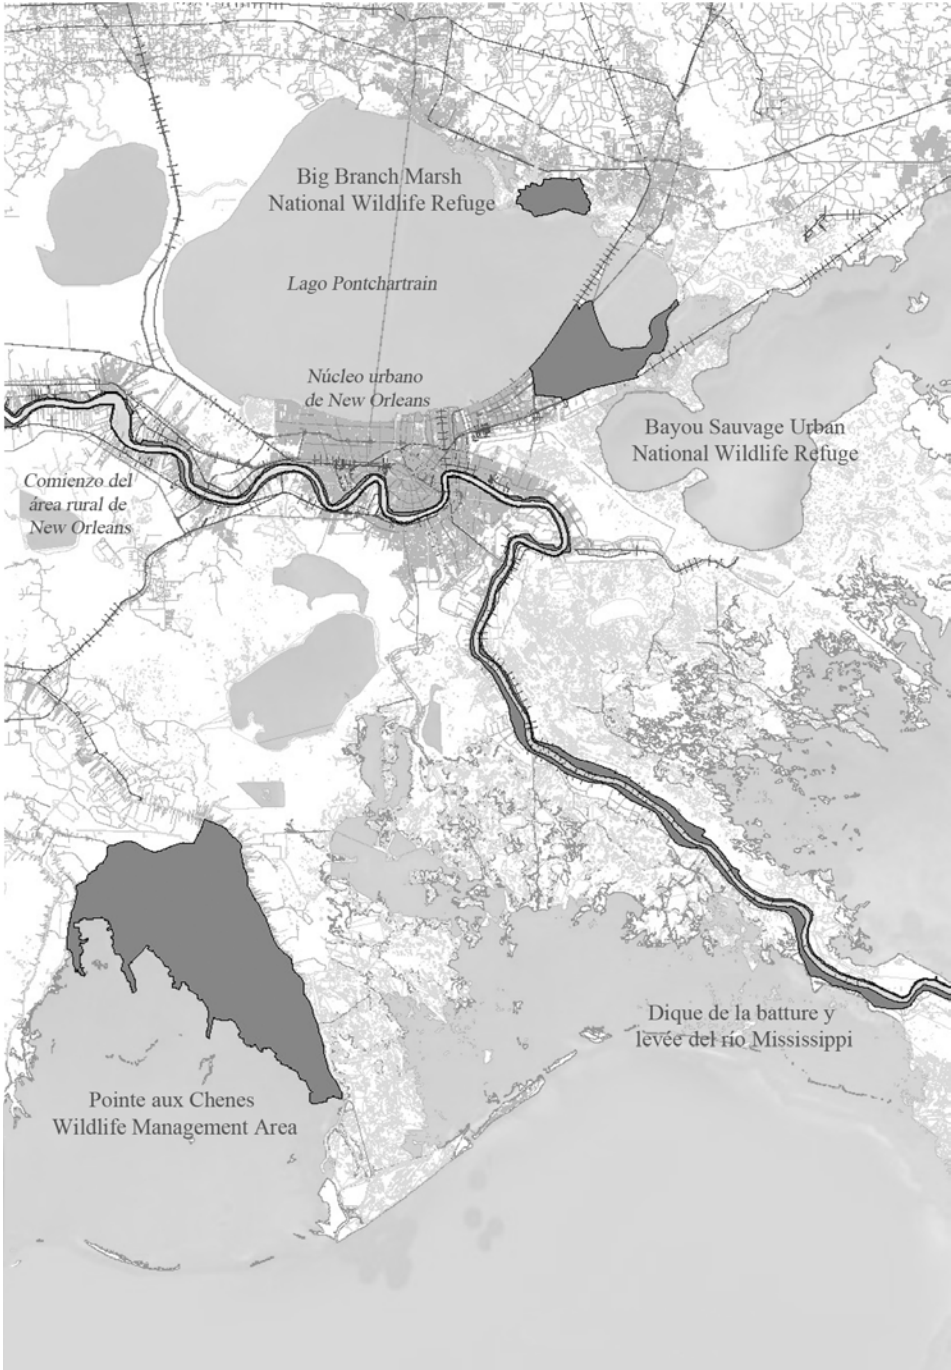 Big Branch Marsh
National Wildlife Refuge
Lago Pontchartrain
Núcleo urbano
de New Orleans
Bayou Sauvage Urban
National Wildlife Refuge
Comienzo del
área rural de
New Orleans
Dique de la batture y
levée del río Mississippi
Pointe aux Chenes
Wildlife Management Area